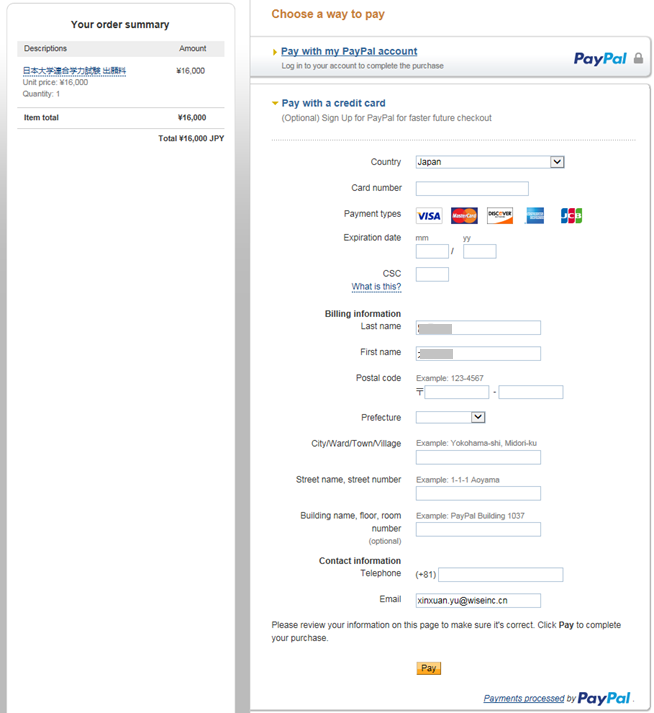 Your order summary
Descriptions Amount
日本大学連合学力試験 出願料 ¥16,000
Unit price: ¥16,000
Quantity: 1
Item total ¥16,000
Total ¥16,000 JPY
Choose a way to pay
Pay with my PayPal account
Log in to your account to complete the purchase
PayPal
Pay with a credit card
(Optional) Sign Up for PayPal for faster future checkout
Country Japan
Card number
Payment types VISA MasterCard DISCOVER AMERICAN EXPRESS JCB
Expiration date mm yy
/
CSC
What is this?
Billing information
Last name
First name
Postal code Example: 123-4567
〒 -
Prefecture
City/Ward/Town/Village Example: Yokohama-shi, Midori-ku
Street name, street number Example: 1-1-1 Aoyama
Building name, floor, room Example: PayPal Building 1037
number
(optional)
Contact information
Telephone (+81)
Email xinxuan.yu@wiseinc.cn
Please review your information on this page to make sure it's correct. Click Pay to complete
your purchase.
Pay
Payments processed by PayPal .